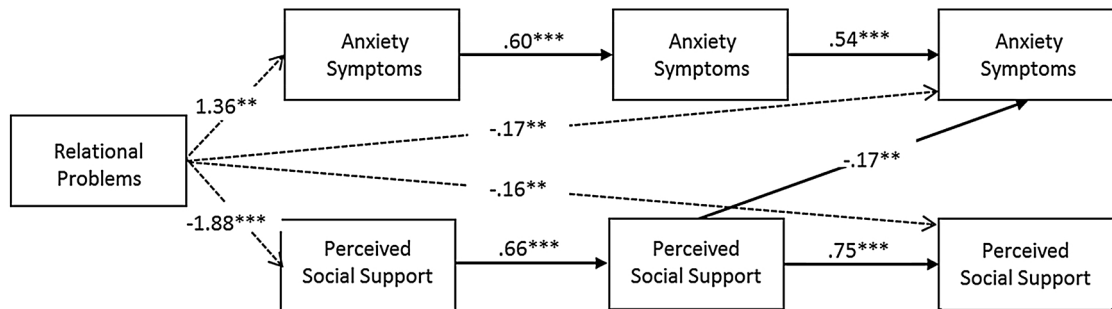 Anxiety
Symptoms
.60***
Anxiety
Symptoms
.54***
Anxiety
Symptoms
1.36**
-.17**
Relational
Problems
-.17**
-.16**
-1.88***
Perceived
Social Support
.66***
Perceived
Social Support
.75***
Perceived
Social Support